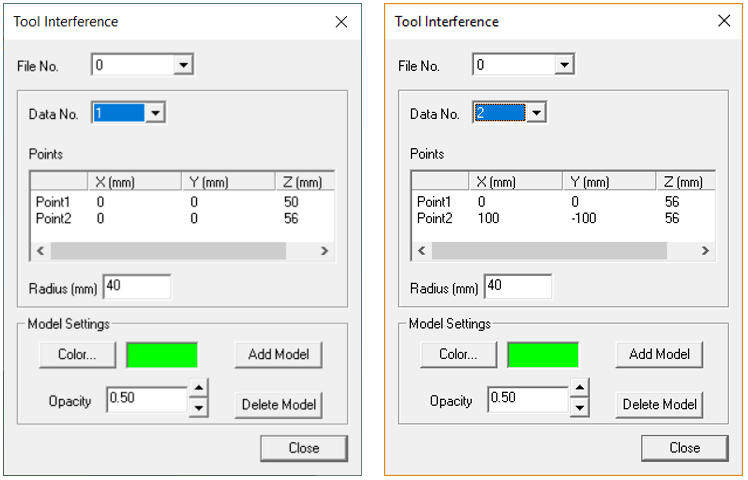 Tool Interference
File No. 0
Data No. 1
Points
X (mm) Y (mm) Z (mm)
Point1 0 0 50
Point2 0 0 56
Radius (mm) 40
Model Settings
Color... Add Model
Opacity 0.50 Delete Model
Close
Tool Interference
File No. 0
Data No. 2
Points
X (mm) Y (mm) Z (mm)
Point1 0 0 56
Point2 100 -100 56
Radius (mm) 40
Model Settings
Color... Add Model
Opacity 0.50 Delete Model
Close